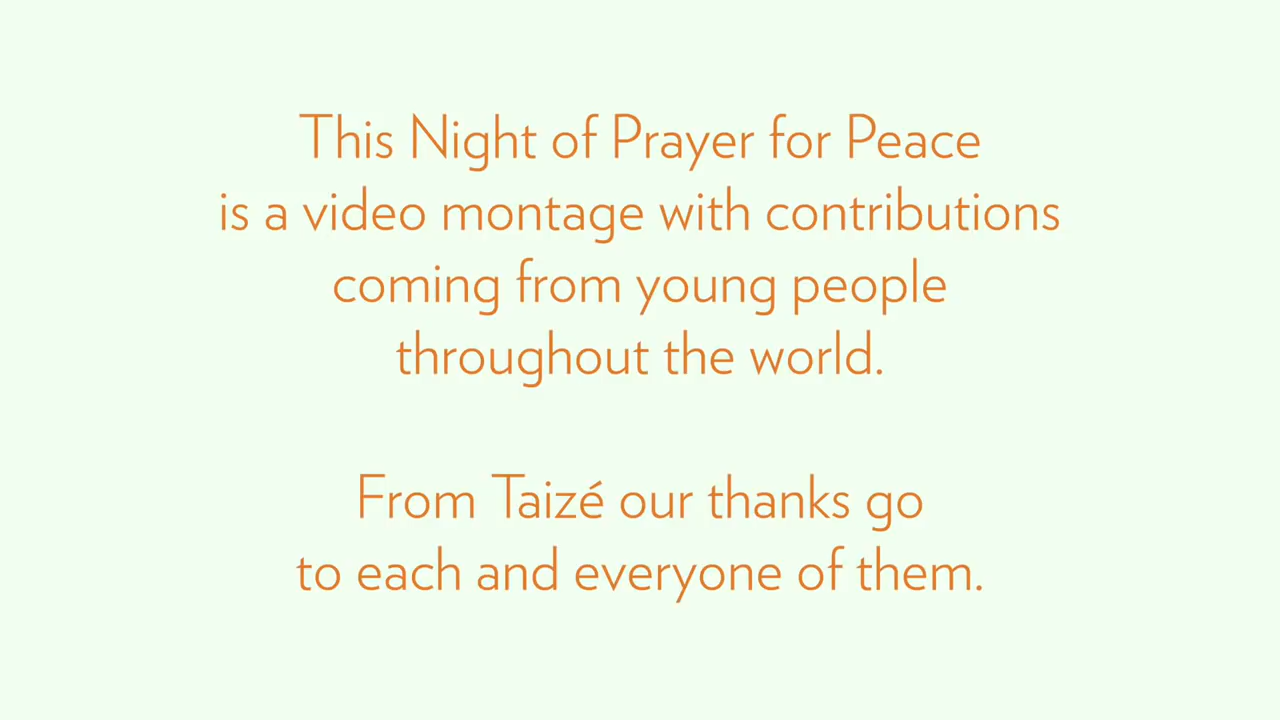 This Night of Prayer for Peace
is a video montage with contributions
coming from young people
throughout the world.
From Taizé our thanks go
to each and everyone of them.